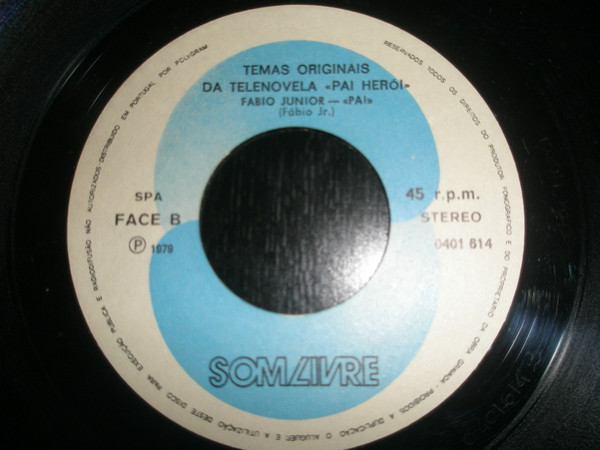 TEMAS ORIGINAIS
DA TELENOVELA «PAI HERÓI»
FABIO JUNIOR — «PAI»
(Fábio Jr.)
SPA
FACE B
Ⓟ 1979
45 r.p.m.
STEREO
0401 614
SOMLIVRE
RESERVADOS TODOS OS DIREITOS DO PRODUTOR FONOGRÁFICO E DO PROPRIETÁRIO DA OBRA GRAVADA - PROIBIDOS A DUPLICAÇÃO O ALUGUER E A UTILIZAÇÃO DESTE DISCO PARA EXECUÇÃO PÚBLICA E RADIODIFUSÃO NÃO AUTORIZADOS DISTRIBUIDO EM PORTUGAL POR POLYGRAM